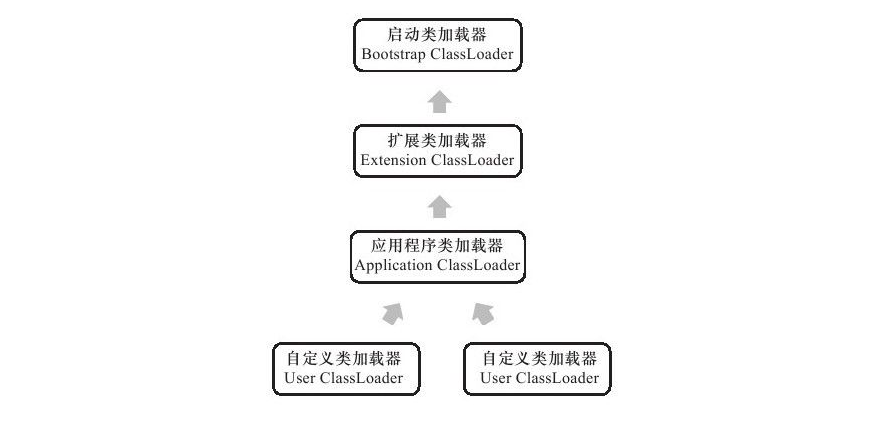 启动类加载器
Bootstrap ClassLoader
扩展类加载器
Extension ClassLoader
应用程序类加载器
Application ClassLoader
自定义类加载器
User ClassLoader
自定义类加载器
User ClassLoader